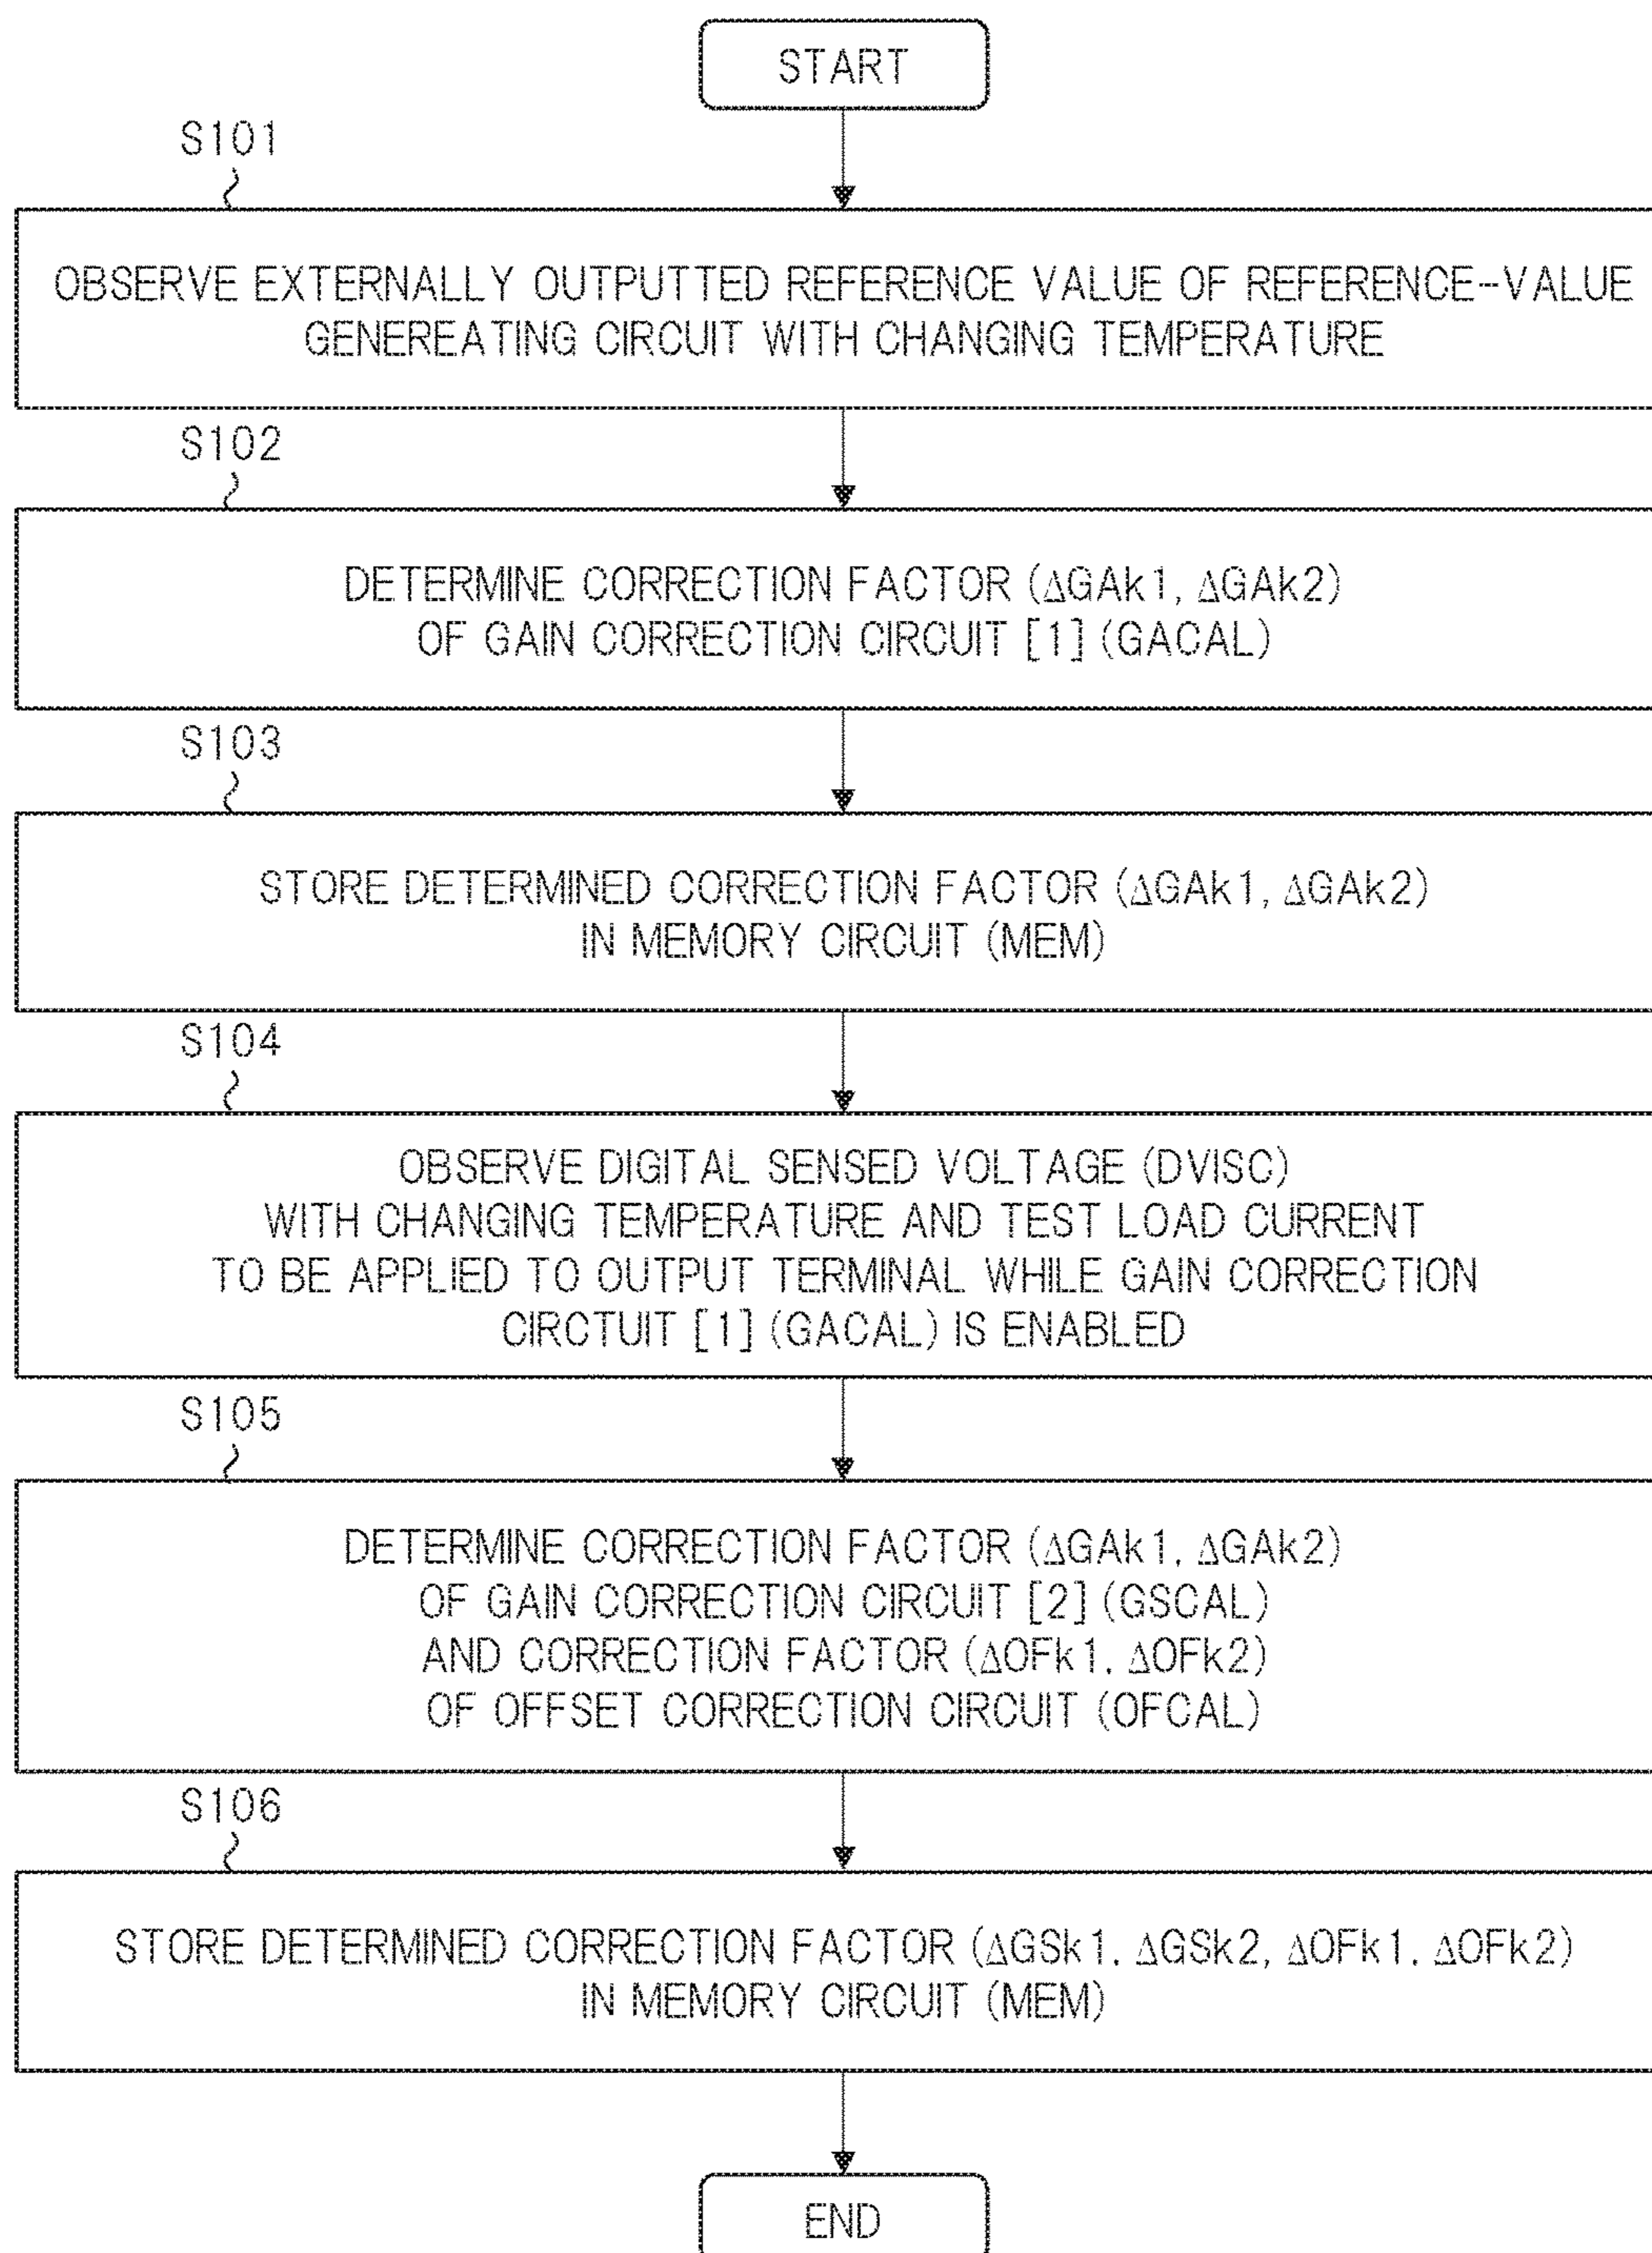 START
S101
OBSERVE EXTERNALLY OUTPUTTED REFERENCE VALUE OF REFERENCE-VALUE
GENEREATING CIRCUIT WITH CHANGING TEMPERATURE
S102
DETERMINE CORRECTION FACTOR (ΔGAk1, ΔGAk2)
OF GAIN CORRECTION CIRCUIT [1] (GACAL)
S103
STORE DETERMINED CORRECTION FACTOR (ΔGAk1, ΔGAk2)
IN MEMORY CIRCUIT (MEM)
S104
OBSERVE DIGITAL SENSED VOLTAGE (DVISC)
WITH CHANGING TEMPERATURE AND TEST LOAD CURRENT
TO BE APPLIED TO OUTPUT TERMINAL WHILE GAIN CORRECTION
CIRCTUIT [1] (GACAL) IS ENABLED
S105
DETERMINE CORRECTION FACTOR (ΔGAk1, ΔGAk2)
OF GAIN CORRECTION CIRCUIT [2] (GSCAL)
AND CORRECTION FACTOR (ΔOFk1, ΔOFk2)
OF OFFSET CORRECTION CIRCUIT (OFCAL)
S106
STORE DETERMINED CORRECTION FACTOR (ΔGSk1, ΔGSk2, ΔOFk1, ΔOFk2)
IN MEMORY CIRCUIT (MEM)
END